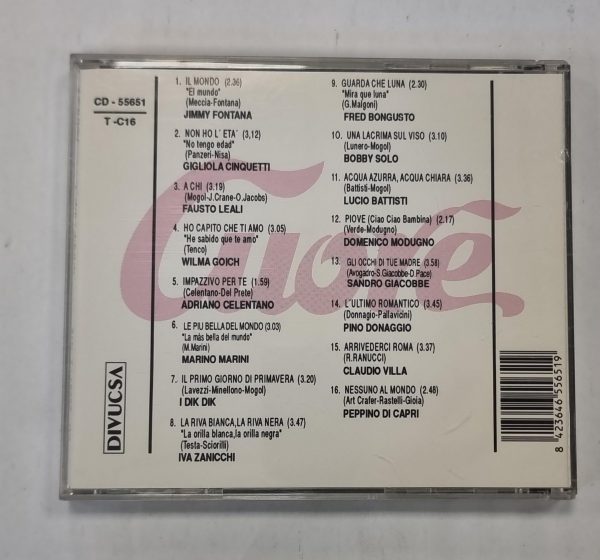 CD - 55651
T - C16
Cuore
1. IL MONDO (2.36)
"El mundo"
(Meccia-Fontana)
JIMMY FONTANA
2. NON HO L´ ETA´ (3,12)
"No tengo edad"
(Panzeri-Nisa)
GIGLIOLA CINQUETTI
3. A CHI (3.19)
(Mogol-J.Crane-O.Jacobs)
FAUSTO LEALI
4. HO CAPITO CHE TI AMO (3.05)
"He sabido que te amo"
(Tenco)
WILMA GOICH
5. IMPAZZIVO PER TE (1.59)
(Celentano-Del Prete)
ADRIANO CELENTANO
6. LE PIU BELLA DEL MONDO (3.03)
"La más bella del mundo"
(M.Marini)
MARINO MARINI
7. IL PRIMO GIORNO DI PRIMAVERA (3.20)
(Lavezzi-Minellono-Mogol)
I DIK DIK
8. LA RIVA BIANCA,LA RIVA NERA (3.47)
"La orilla blanca,la orilla negra"
(Testa-Sciorilli)
IVA ZANICCHI
9. GUARDA CHE LUNA (2.30)
"Mira que luna"
(G.Malgoni)
FRED BONGUSTO
10. UNA LACRIMA SUL VISO (3.10)
(Lunero-Mogol)
BOBBY SOLO
11. ACQUA AZURRA, ACQUA CHIARA (3.36)
(Battisti-Mogol)
LUCIO BATTISTI
12. PIOVE (Ciao Ciao Bambina) (2.17)
(Verde-Modugno)
DOMENICO MODUGNO
13. GLI OCCHI DI TUE MADRE (3.58)
(Avogadro-S.Giacobbe-D.Pace)
SANDRO GIACOBBE
14. L'ULTIMO ROMANTICO (3.45)
(Donnagio-Pallavicini)
PINO DONAGGIO
15. ARRIVEDERCI ROMA (3.37)
(R.RANUCCI)
CLAUDIO VILLA
16. NESSUNO AL MONDO (2.48)
(Art Crafer-Rastelli-Gioia)
PEPPINO DI CAPRI
DIVUCSA
8 423646 556519